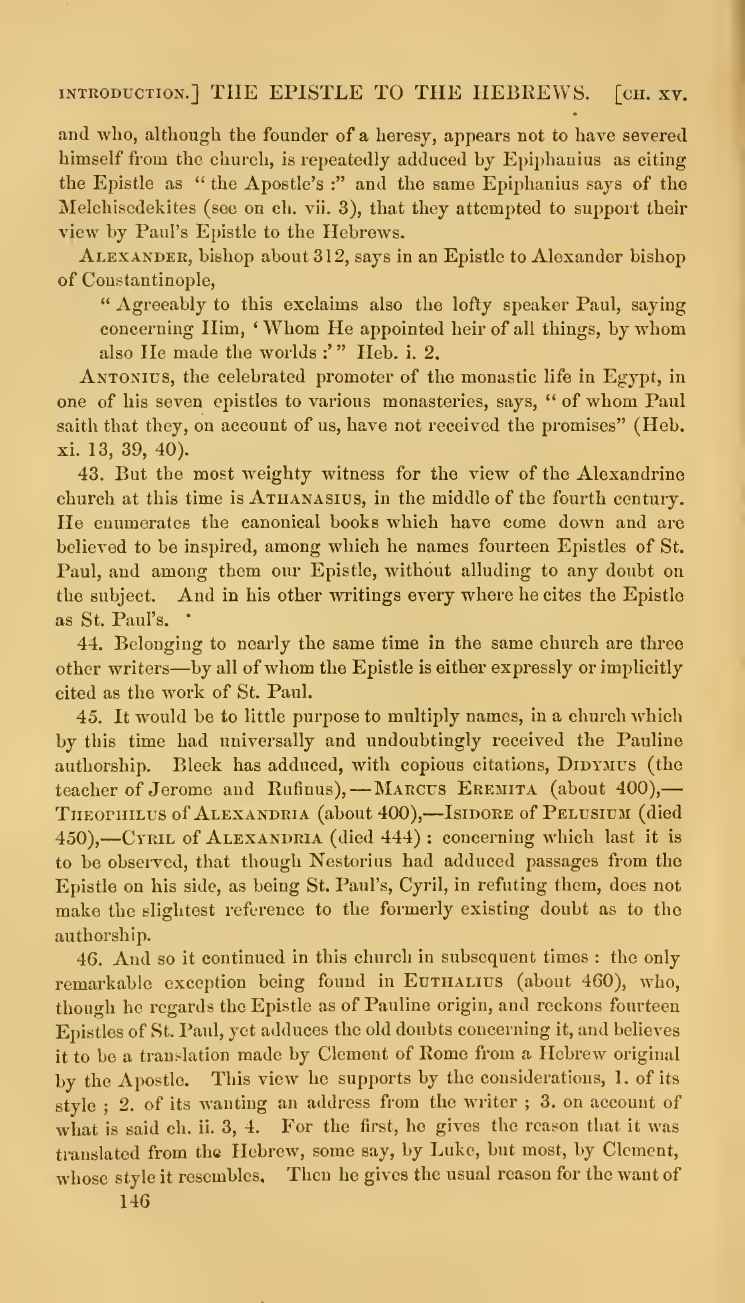 INTRODUCTION.] THE EPISTLE TO THE HEBREWS. [CH. XV.
and who, although the founder of a heresy, appears not to have severed
himself from the church, is repeatedly adduced by Epiphanius as citing
the Epistle as “ the Apostle's :” and the same Epiphanius says of the
Melchisedekites (see on ch. vii. 3), that they attempted to support their
view by Paul's Epistle to the Hebrews.
ALEXANDER, bishop about 312, says in an Epistle to Alexander bishop
of Constantinople,
“ Agreeably to this exclaims also the lofty speaker Paul, saying
concerning Him, ‘ Whom He appointed heir of all things, by whom
also He made the worlds :’ ” Heb. i. 2.
ANTONIUS, the celebrated promoter of the monastic life in Egypt, in
one of his seven epistles to various monasteries, says, “ of whom Paul
saith that they, on account of us, have not received the promises” (Heb.
xi. 13, 39, 40).
43. But the most weighty witness for the view of the Alexandrine
church at this time is ATHANASIUS, in the middle of the fourth century.
He enumerates the canonical books which have come down and are
believed to be inspired, among which he names fourteen Epistles of St.
Paul, and among them our Epistle, without alluding to any doubt on
the subject. And in his other writings every where he cites the Epistle
as St. Paul's.
44. Belonging to nearly the same time in the same church are three
other writers—by all of whom the Epistle is either expressly or implicitly
cited as the work of St. Paul.
45. It would be to little purpose to multiply names, in a church which
by this time had universally and undoubtingly received the Pauline
authorship. Bleek has adduced, with copious citations, DIDYMUS (the
teacher of Jerome and Rufinus),—MARCUS EREMITA (about 400),—
THEOPHILUS of ALEXANDRIA (about 400),—ISIDORE of PELUSIUM (died
450),—CYRIL of ALEXANDRIA (died 444) : concerning which last it is
to be observed, that though Nestorius had adduced passages from the
Epistle on his side, as being St. Paul's, Cyril, in refuting them, does not
make the slightest reference to the formerly existing doubt as to the
authorship.
46. And so it continued in this church in subsequent times : the only
remarkable exception being found in EUTHALIUS (about 460), who,
though he regards the Epistle as of Pauline origin, and reckons fourteen
Epistles of St. Paul, yet adduces the old doubts concerning it, and believes
it to be a translation made by Clement of Rome from a Hebrew original
by the Apostle. This view he supports by the considerations, 1. of its
style ; 2. of its wanting an address from the writer ; 3. on account of
what is said ch. ii. 3, 4. For the first, he gives the reason that it was
translated from the Hebrew, some say, by Luke, but most, by Clement,
whose style it resembles. Then he gives the usual reason for the want of
146